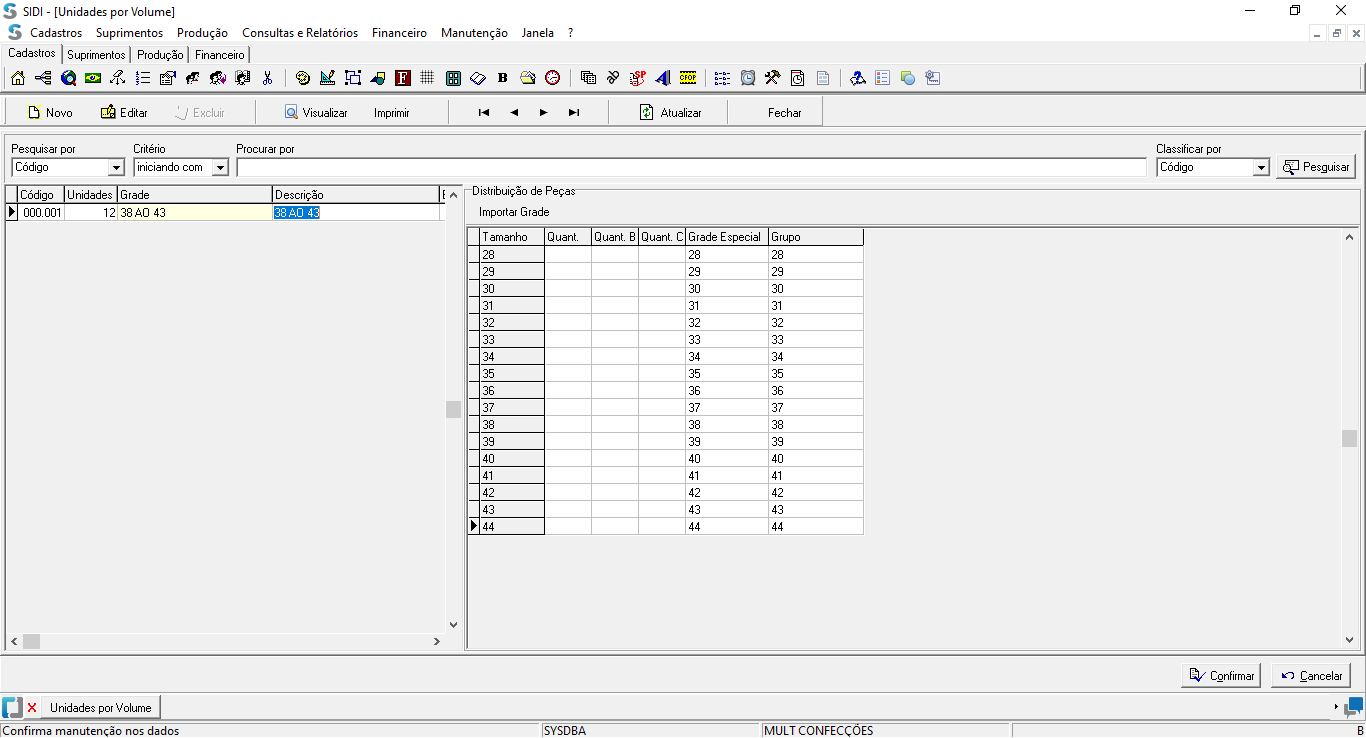 SIDI - [Unidades por Volume]
Cadastros Suprimentos Produção Consultas e Relatórios Financeiro Manutenção Janela ?
Cadastros Suprimentos Produção Financeiro
F B SP CFOP
Novo Editar Excluir Visualizar Imprimir Atualizar Fechar
Pesquisar por Critério Procurar por Classificar por
Código iniciando com Código Pesquisar
Código Unidades Grade Descrição
000.001 12 38 AO 43 38 AO 43
Distribuição de Peças
Importar Grade
Tamanho Quant. Quant. B Quant. C Grade Especial Grupo
28 28 28
29 29 29
30 30 30
31 31 31
32 32 32
33 33 33
34 34 34
35 35 35
36 36 36
37 37 37
38 38 38
39 39 39
40 40 40
41 41 41
42 42 42
43 43 43
44 44 44
Confirmar Cancelar
Unidades por Volume
Confirma manutenção nos dados SYSDBA MULT CONFECÇÕES B